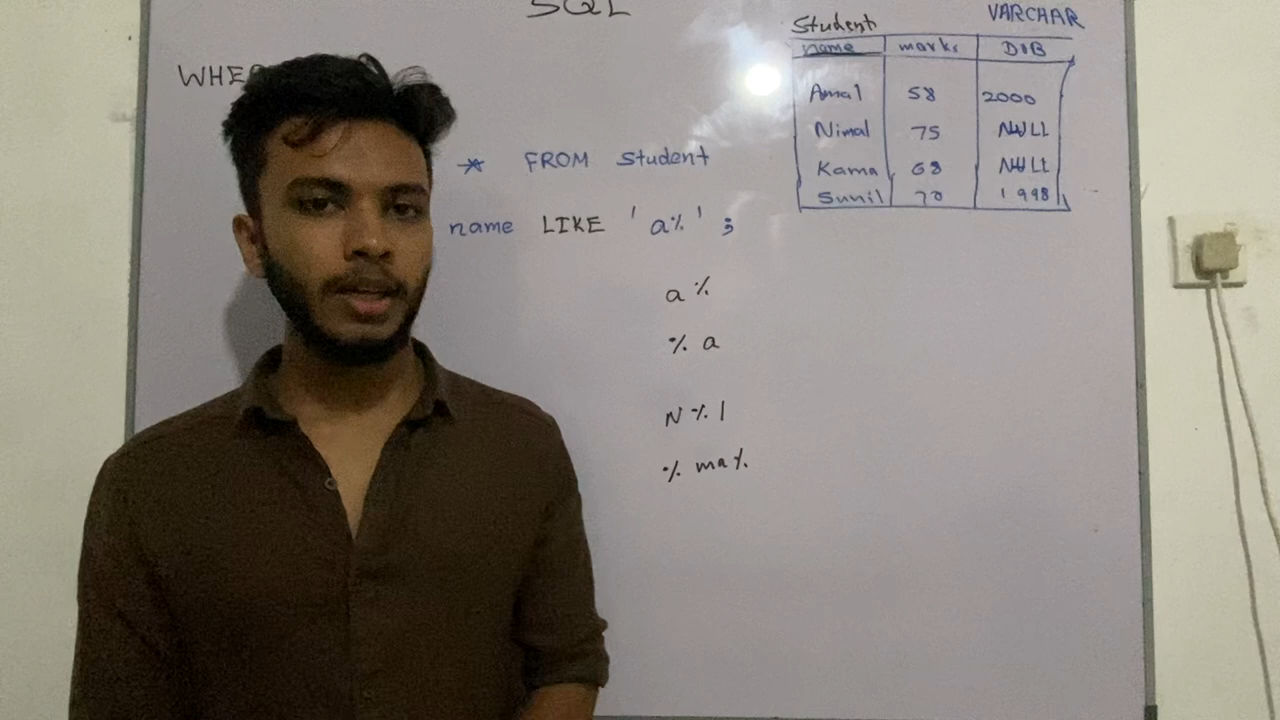 SQL
Student VARCHAR
name marks DOB
WHE
Amal 58 2000
Nimal 75 NULL
* FROM Student
Kama 68 NULL
Sunil 70 1998
name LIKE 'a%' ;
a %
% a
N % l
% ma%